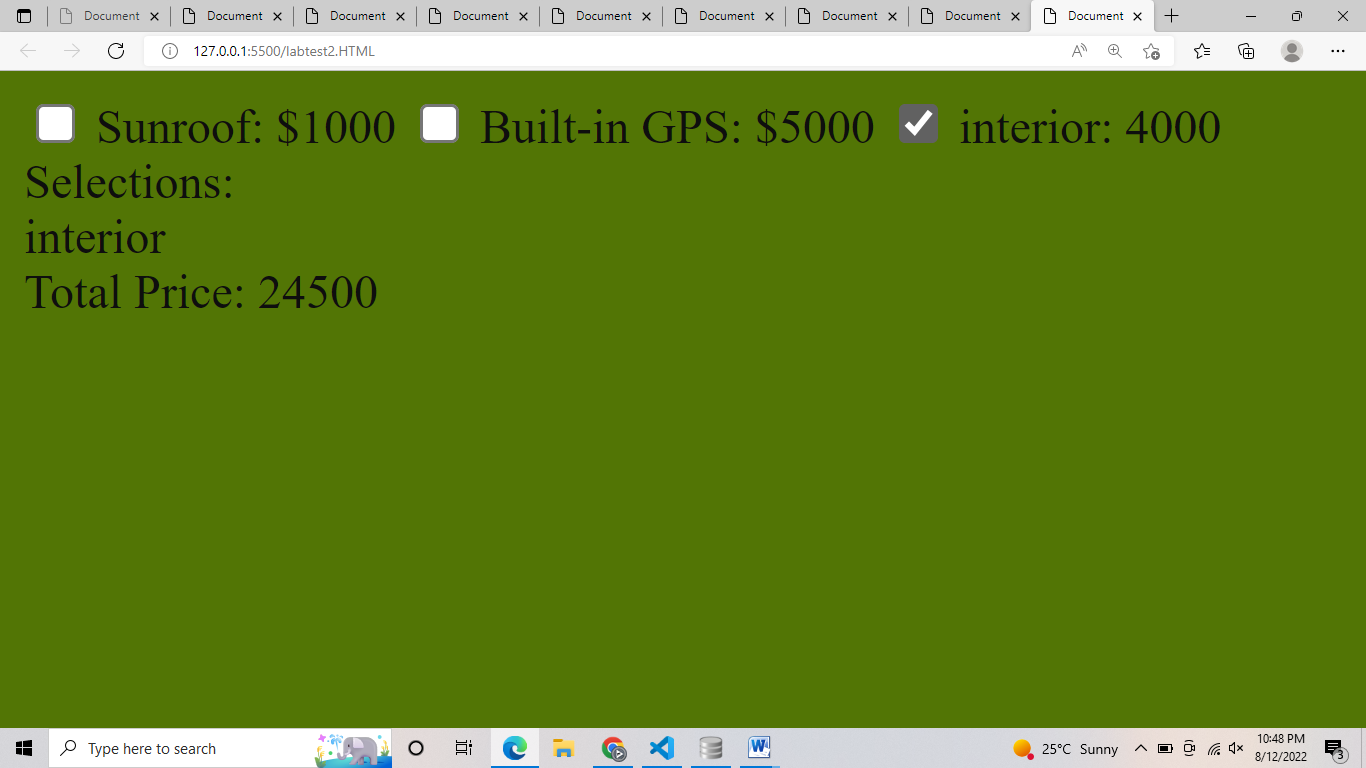 Document Document Document Document Document Document Document Document Document
127.0.0.1:5500/labtest2.HTML
Sunroof: $1000 Built-in GPS: $5000 interior: 4000
Selections:
interior
Total Price: 24500
Type here to search 25°C Sunny 10:48 PM
8/12/2022
3